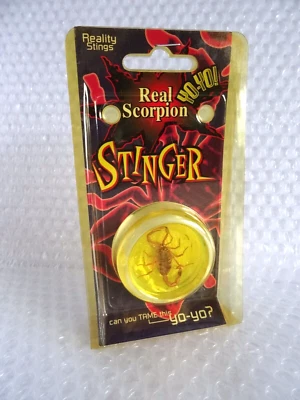 Reality
Stings
Real
Scorpion
YO-YO!
STINGER
can you TAME this
yo-yo?